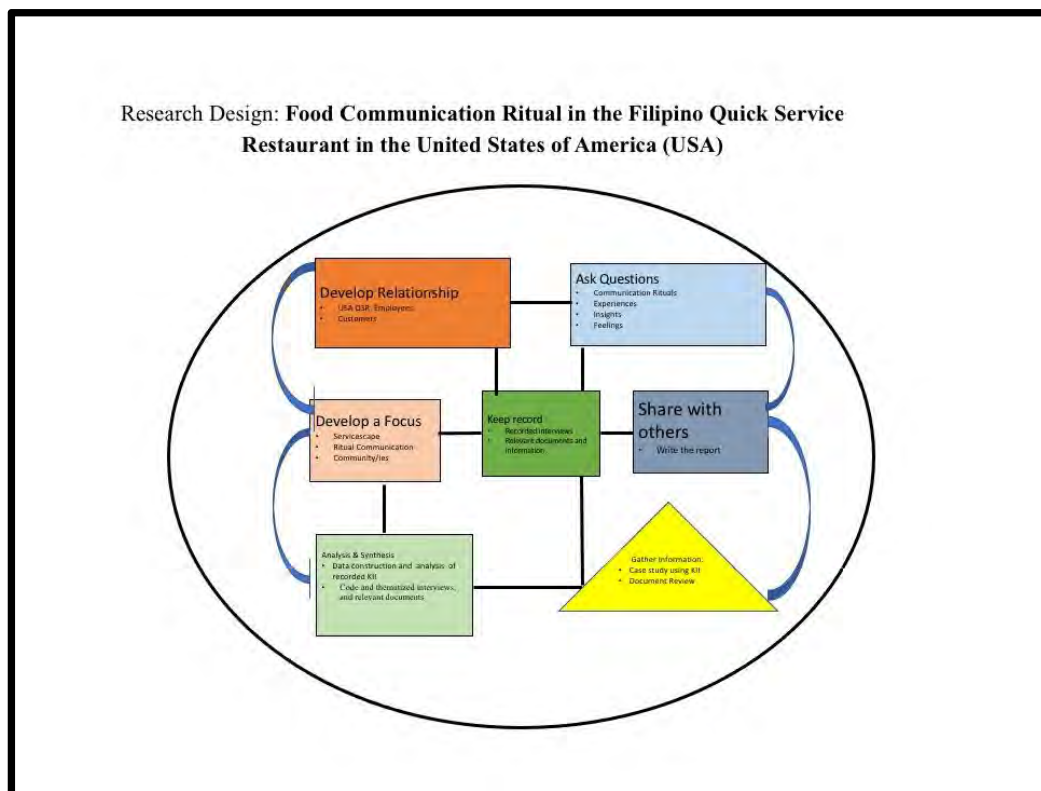 Research Design: Food Communication Ritual in the Filipino Quick Service
Restaurant in the United States of America (USA)
Develop Relationship
• USA QSR Employees
• Customers
Ask Questions
• Communication Rituals
• Experiences
• Insights
• Feelings
Develop a Focus
• Servicescape
• Ritual Communication
• Community/ies
Keep record
• Recorded interviews
• Relevant documents and
information
Share with
others
• Write the report
Analysis & Synthesis
• Data construction and analysis of
recorded KII
• Code and thematized interviews,
and relevant documents
Gather Information:
• Case study using KII
• Document Review